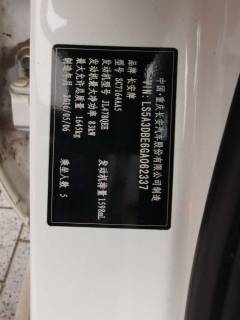 中国·重庆长安汽车股份有限公司制造
VIN: LS5A3DBE6GA062337
品牌 长安牌
型号 SC7164AA5
发动机型号 JL478QEE 发动机排量 1598mL
发动机最大净功率 83kW
最大允许总质量 1645kg
制造年月 2016/05/06 乘坐人数 5